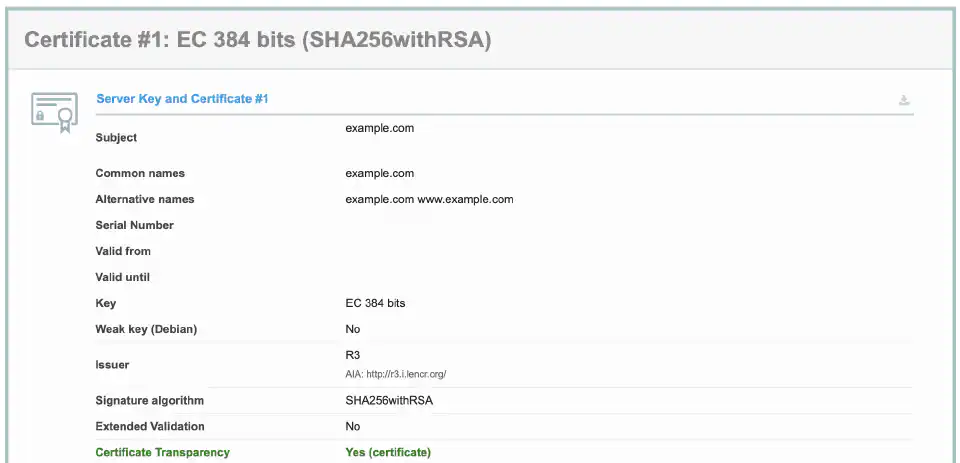 Certificate #1: EC 384 bits (SHA256withRSA)
Server Key and Certificate #1
Subject example.com
Common names example.com
Alternative names example.com www.example.com
Serial Number
Valid from
Valid until
Key EC 384 bits
Weak key (Debian) No
Issuer R3
AIA: http://r3.i.lencr.org/
Signature algorithm SHA256withRSA
Extended Validation No
Certificate Transparency Yes (certificate)